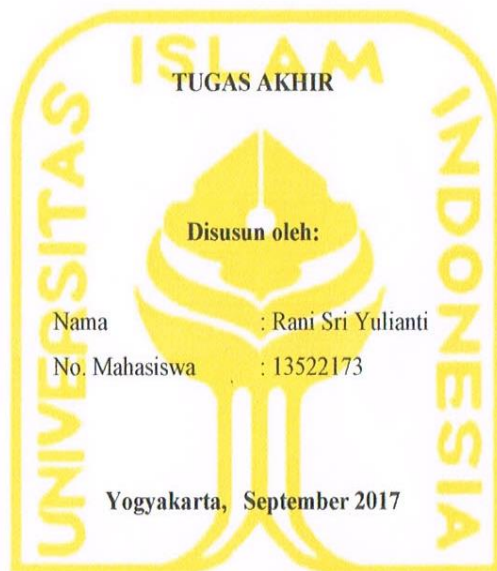 UNIVERSITAS ISLAM INDONESIA
TUGAS AKHIR
Disusun oleh:
Nama : Rani Sri Yulianti
No. Mahasiswa : 13522173
Yogyakarta, September 2017